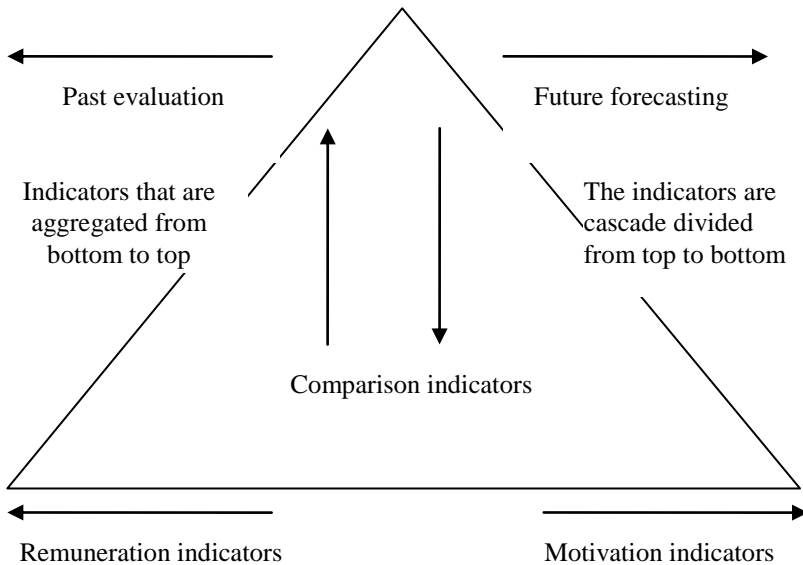 Past evaluation
Future forecasting
Indicators that are
aggregated from
bottom to top
The indicators are
cascade divided
from top to bottom
Comparison indicators
Remuneration indicators
Motivation indicators